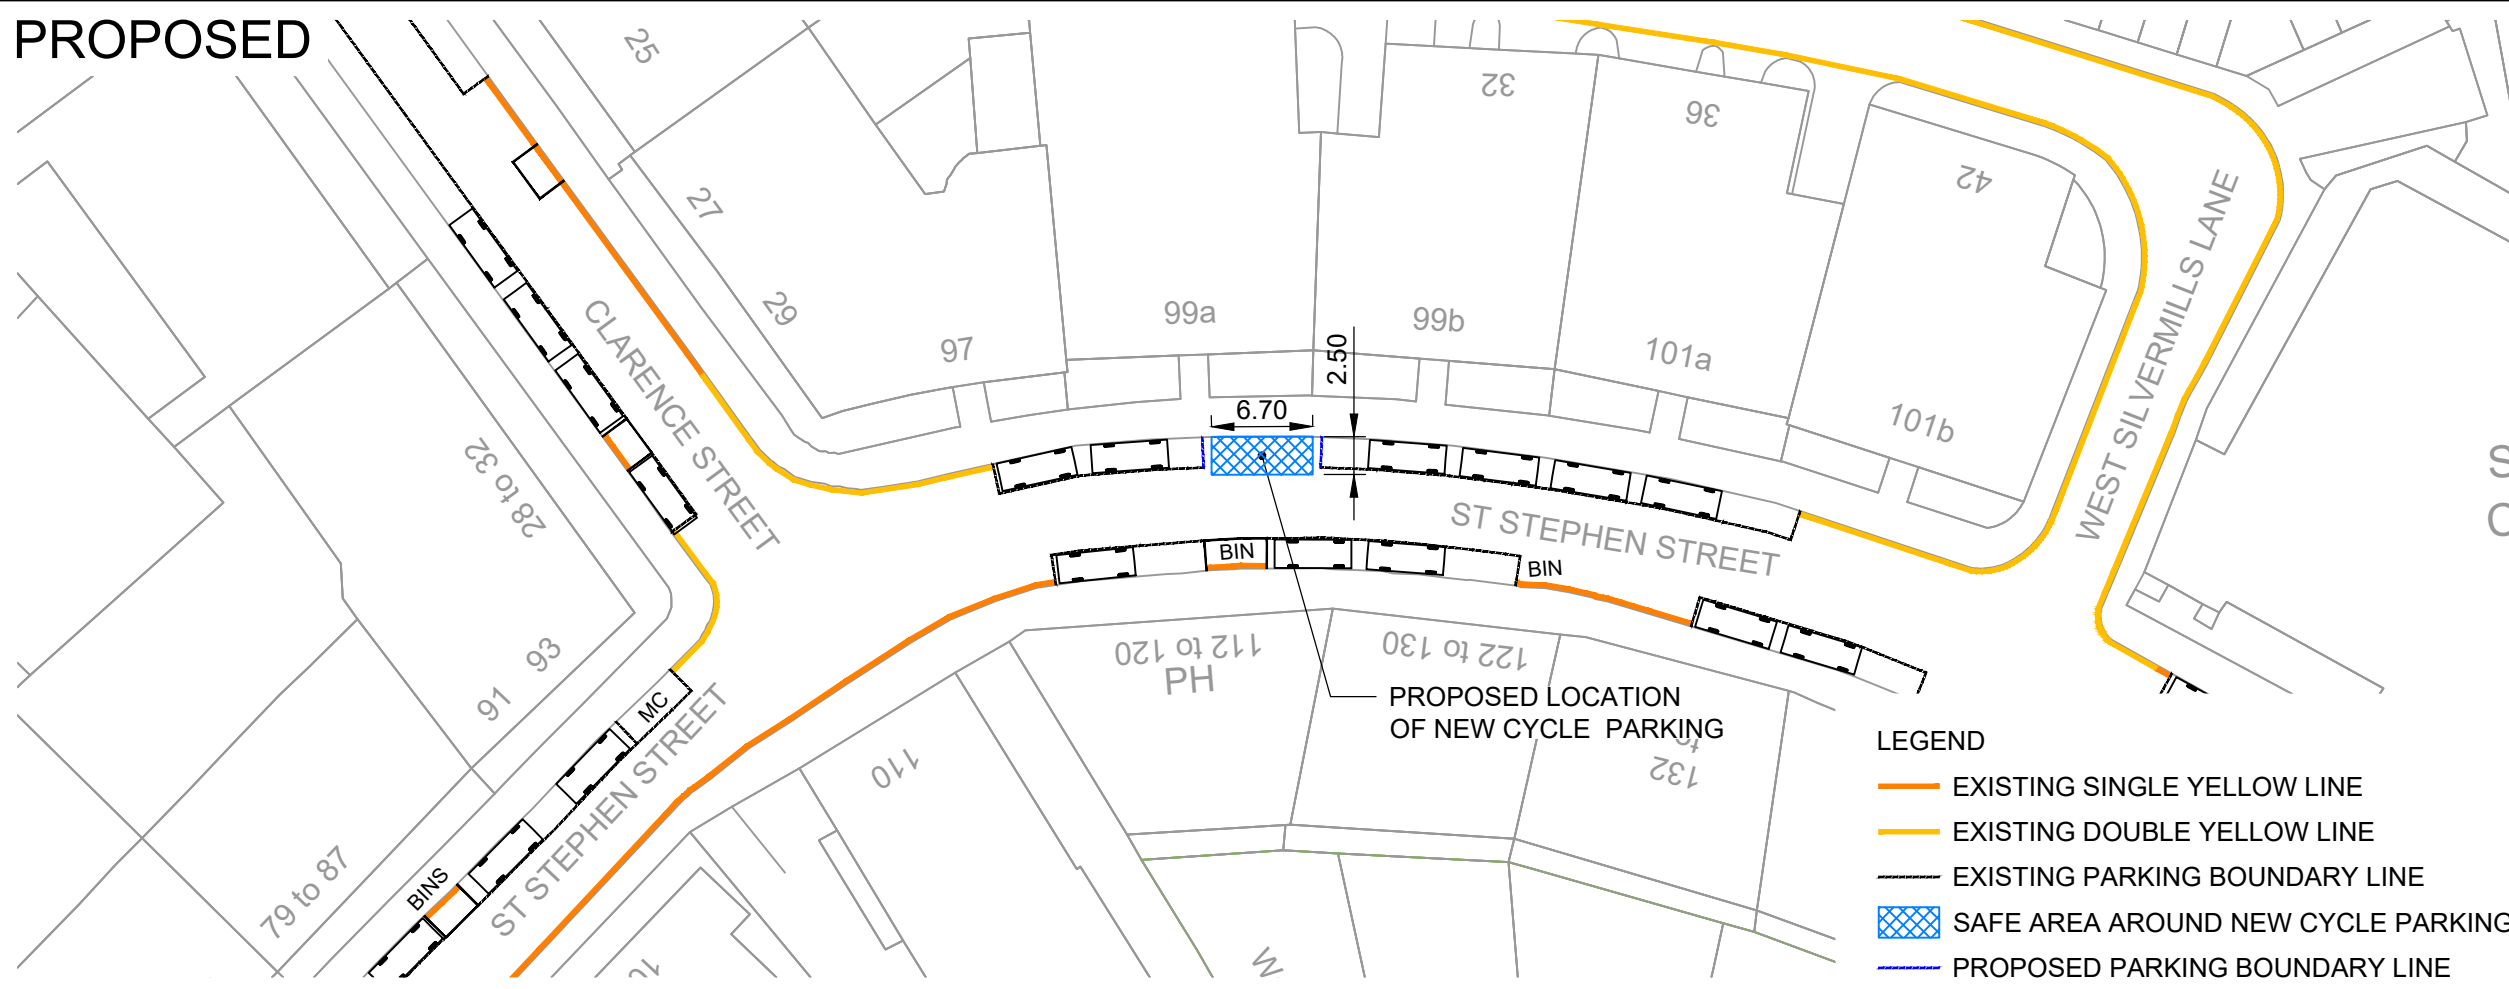 PROPOSED
25
32
36
42
27
29
97
99a
99b
101a
101b
2.50
6.70
CLARENCE STREET
WEST SILVERMILLS LANE
28 to 32
ST STEPHEN STREET
BIN
BIN
93
91
MC
112 to 120
PH
122 to 130
PROPOSED LOCATION
OF NEW CYCLE PARKING
110
132
79 to 87
BINS
ST STEPHEN STREET
W
LEGEND
EXISTING SINGLE YELLOW LINE
EXISTING DOUBLE YELLOW LINE
EXISTING PARKING BOUNDARY LINE
SAFE AREA AROUND NEW CYCLE PARKING
PROPOSED PARKING BOUNDARY LINE